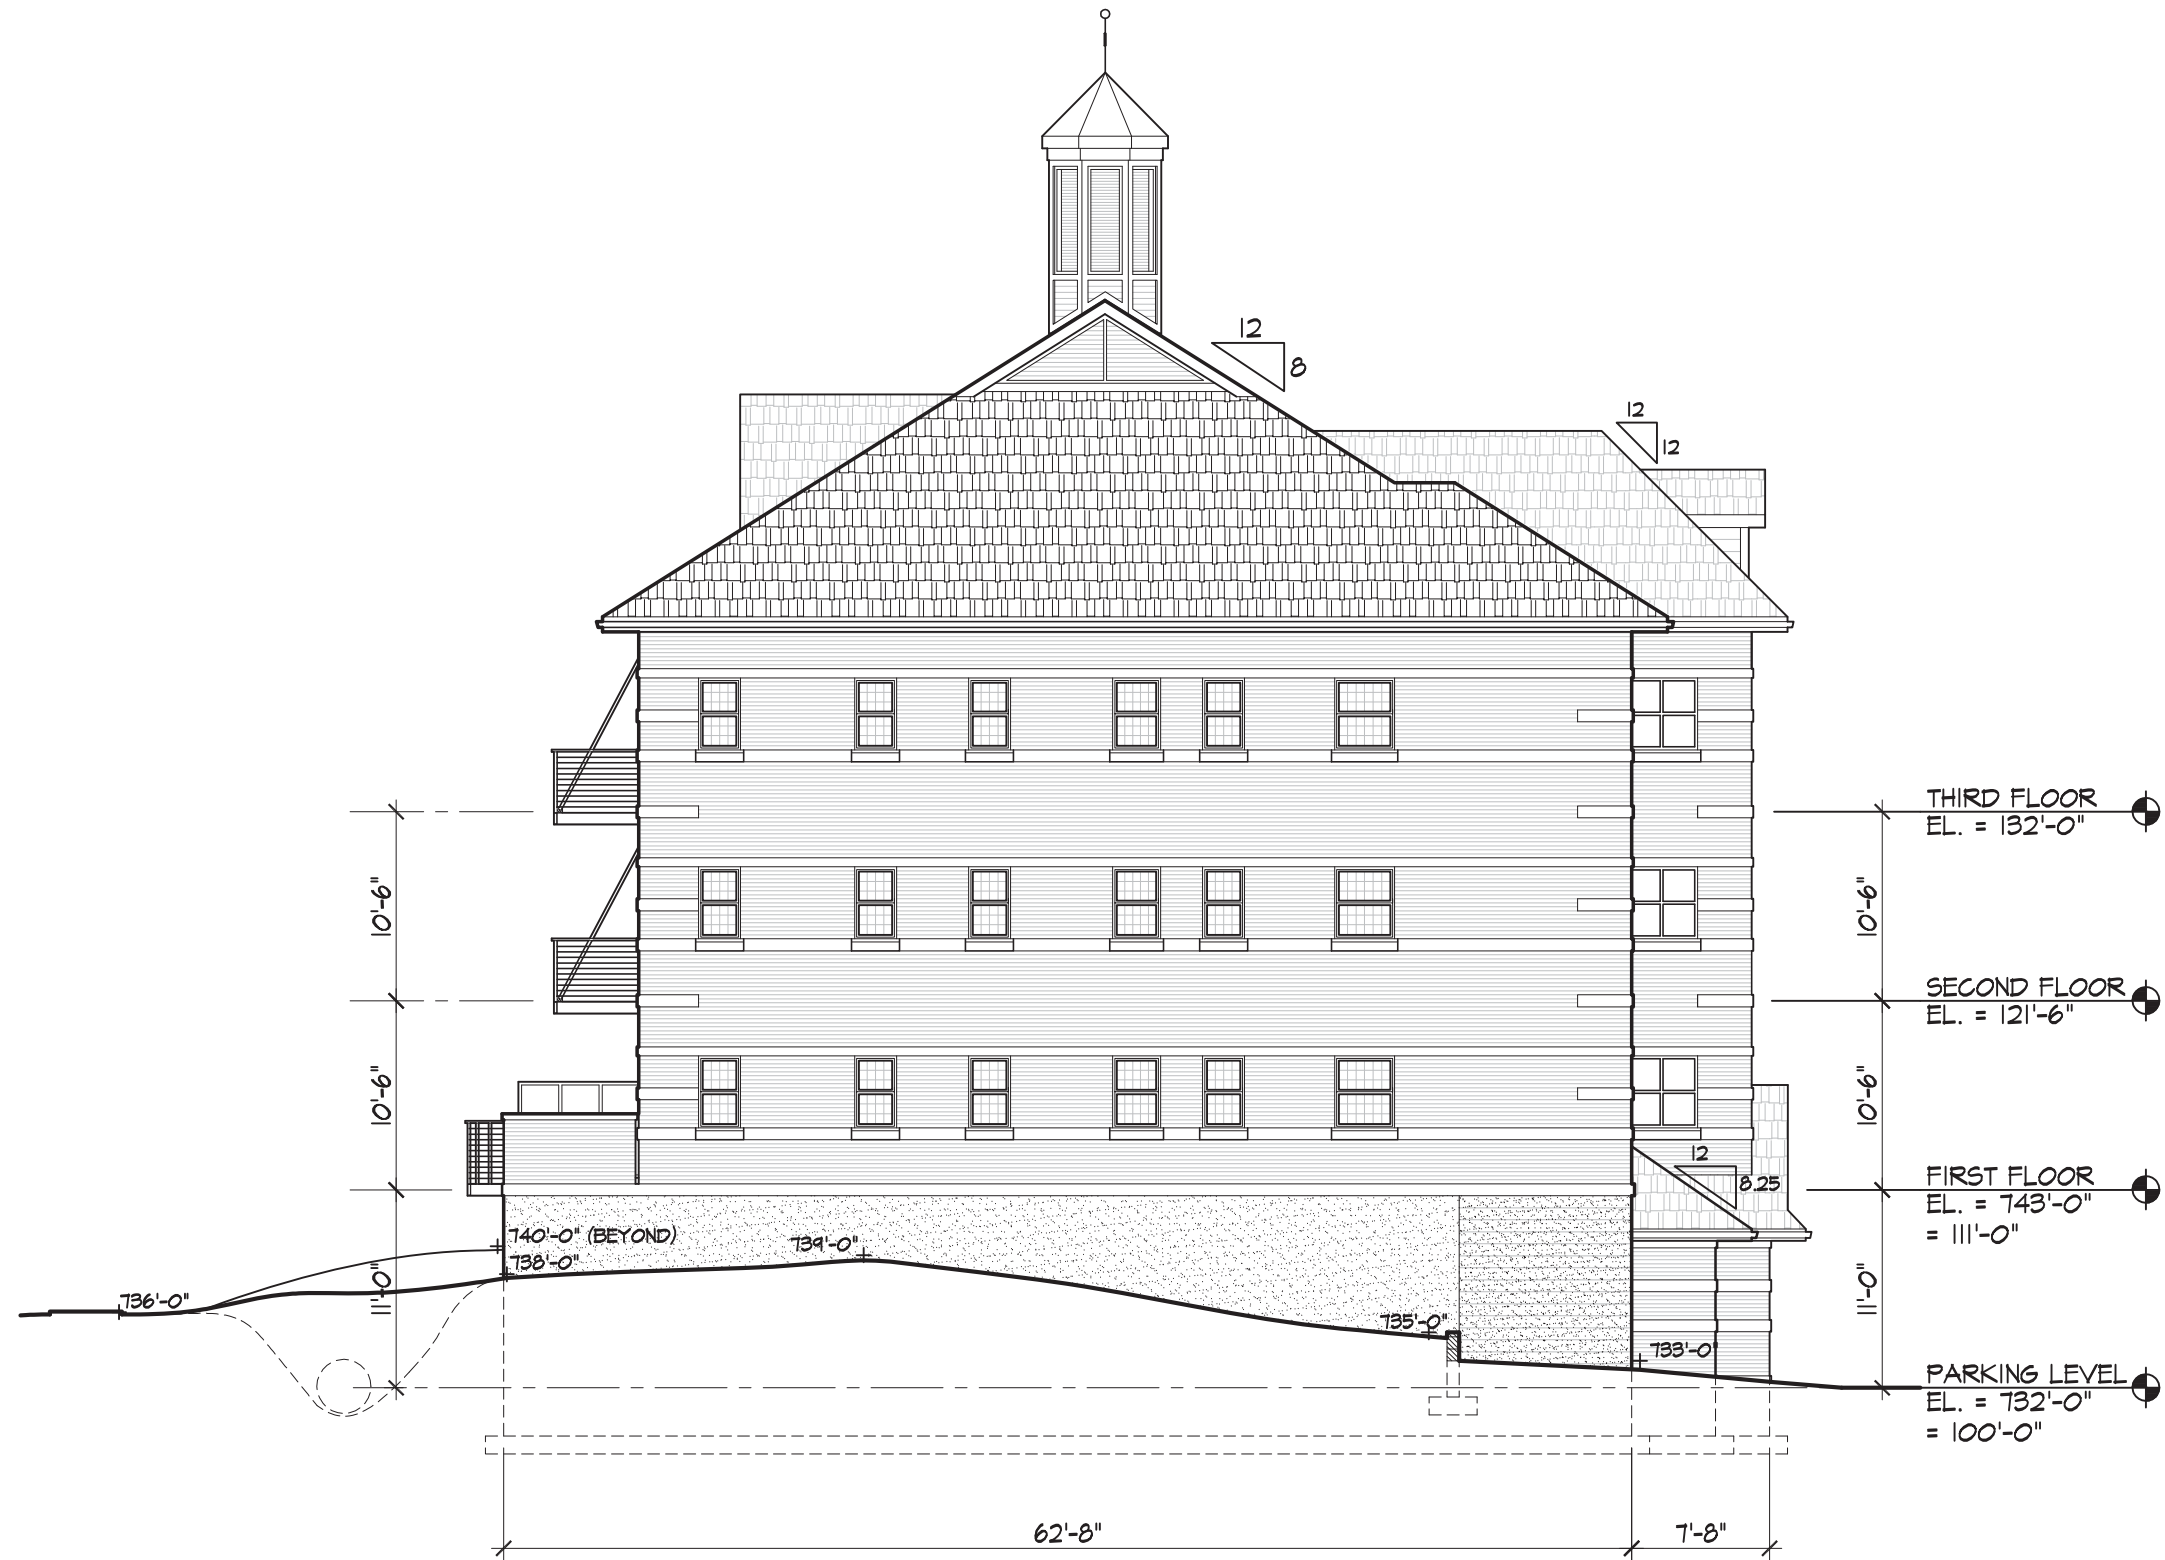 12
8
12
12
THIRD FLOOR
EL. = 132'-0"
10'-6"
10'-6"
SECOND FLOOR
EL. = 121'-6"
10'-6"
10'-6"
12
8.25
FIRST FLOOR
EL. = 743'-0"
= 111'-0"
740'-0" (BEYOND)
738'-0"
739'-0"
736'-0"
11'-0"
11'-0"
735'-0"
733'-0"
PARKING LEVEL
EL. = 732'-0"
= 100'-0"
62'-8"
7'-8"